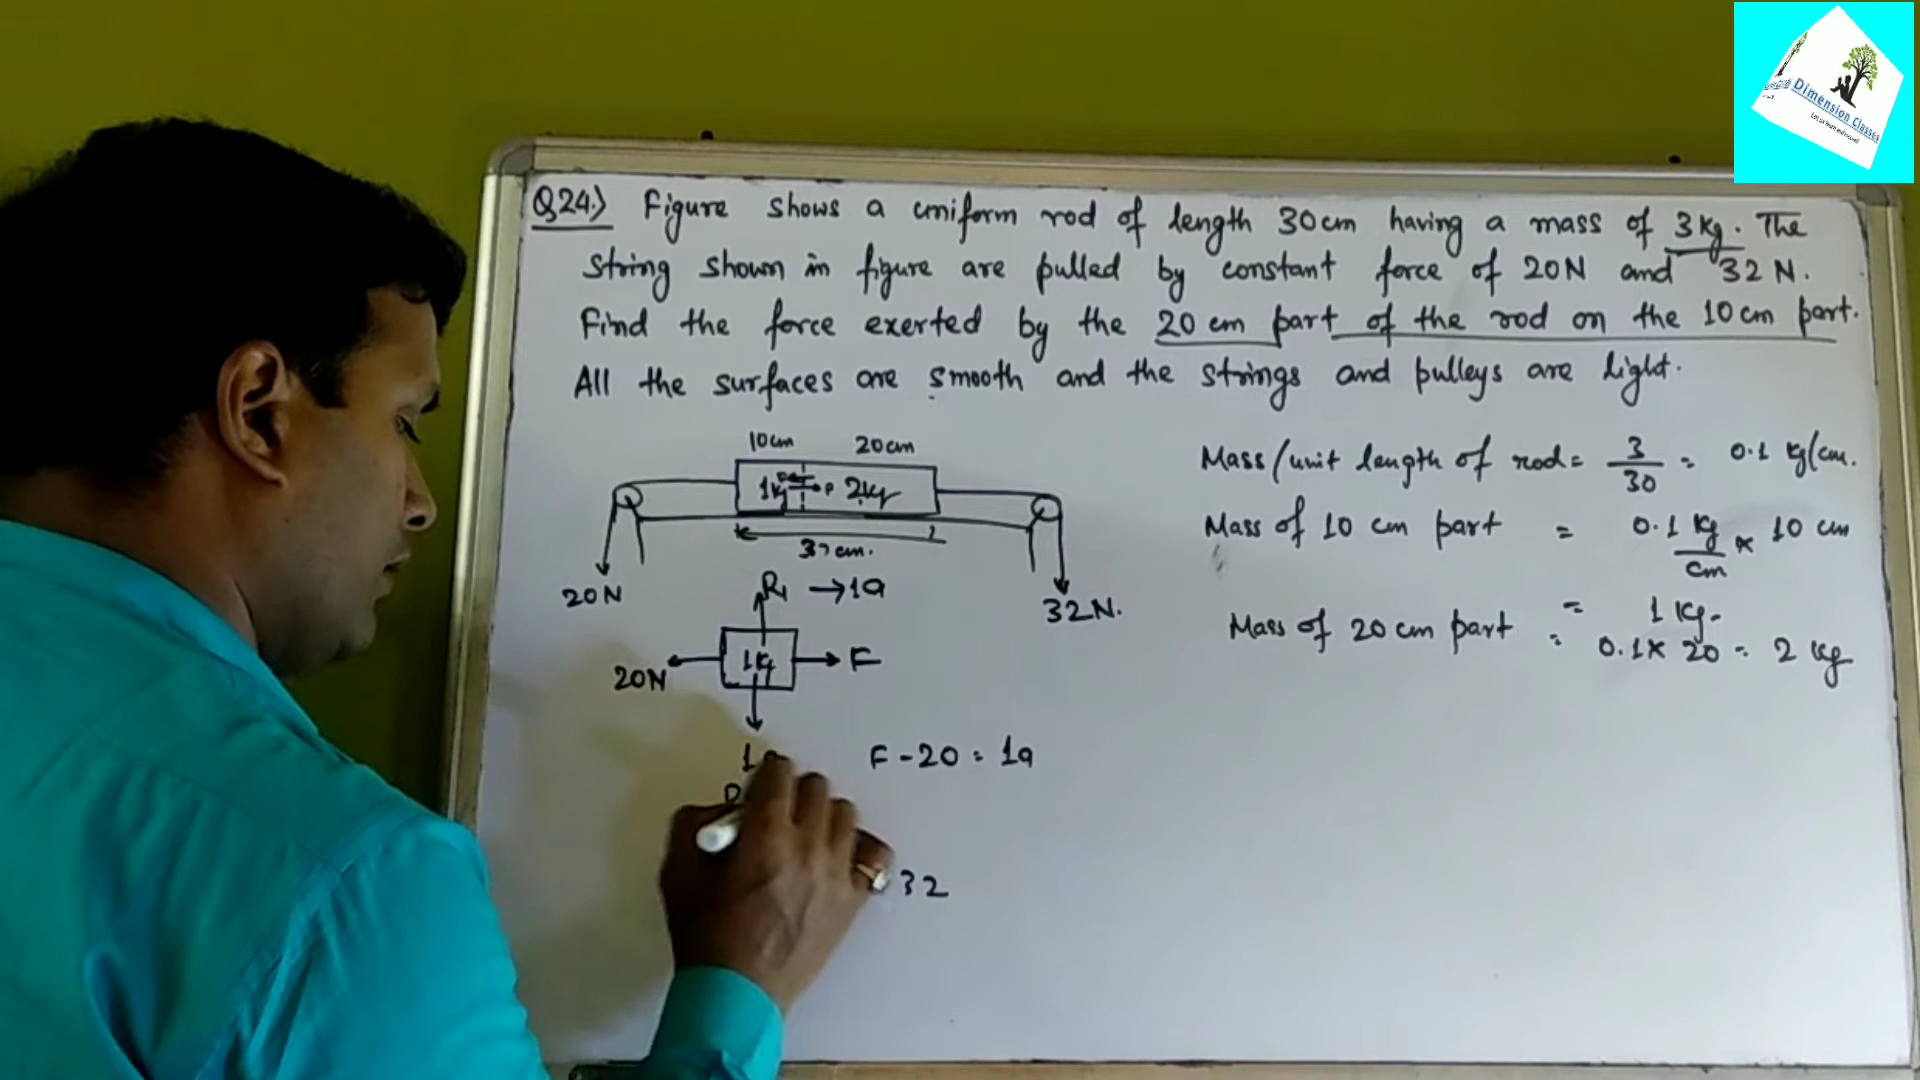 Dimension Classes
Q24.) Figure shows a uniform rod of length 30cm having a mass of 3kg. The
string shown in figure are pulled by constant force of 20N and 32 N.
Find the force exerted by the 20 cm part of the rod on the 10cm part.
All the surfaces are smooth and the strings and pulleys are light.
10cm 20cm
1kg 2kg
20N
32N.
R₁ → 1a
20N 1kg F
F - 20 = 1a
32
Mass/unit length of rod = 3/30 = 0.1 kg/cm.
Mass of 10 cm part = 0.1 kg/cm × 10 cm
= 1 kg.
Mass of 20 cm part = 0.1 × 20 = 2 kg